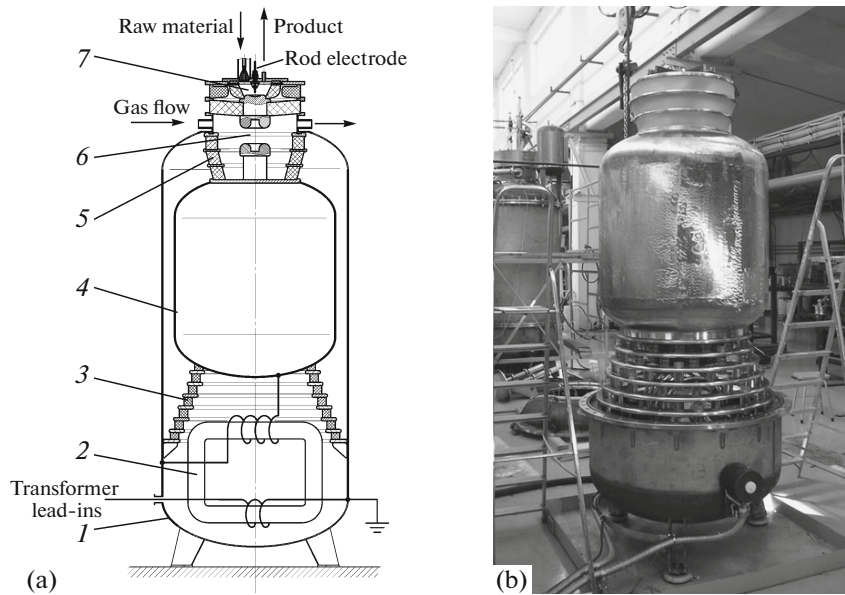 Raw material
Product
7
Rod electrode
Gas flow
6
5
4
3
2
Transformer
lead-ins
1
(a)
(b)